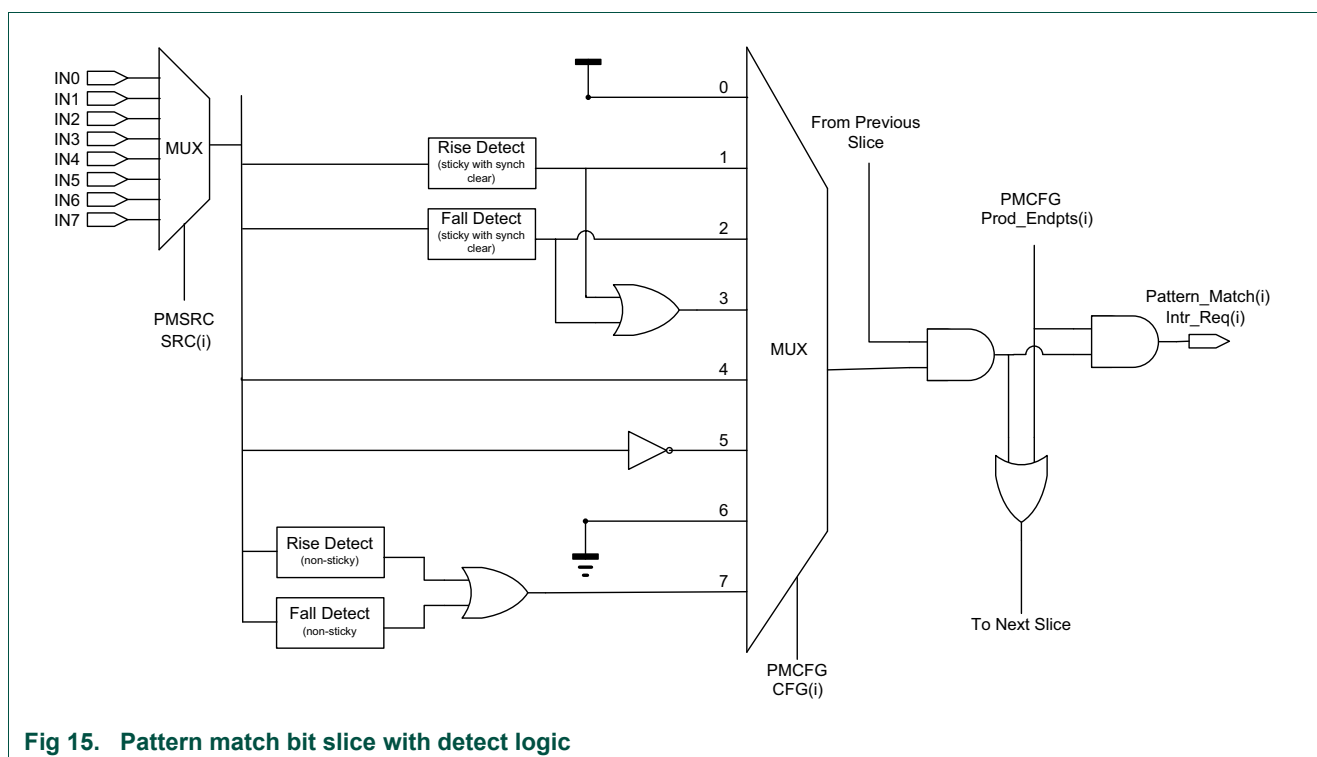 IN0
IN1
IN2
IN3
IN4
IN5
IN6
IN7
MUX
PMSRC
SRC(i)
Rise Detect
(sticky with synch
clear)
Fall Detect
(sticky with synch
clear)
Rise Detect
(non-sticky)
Fall Detect
(non-sticky
0
1
2
3
4
5
6
7
MUX
PMCFG
CFG(i)
From Previous
Slice
PMCFG
Prod_Endpts(i)
Pattern_Match(i)
Intr_Req(i)
To Next Slice
Fig 15. Pattern match bit slice with detect logic